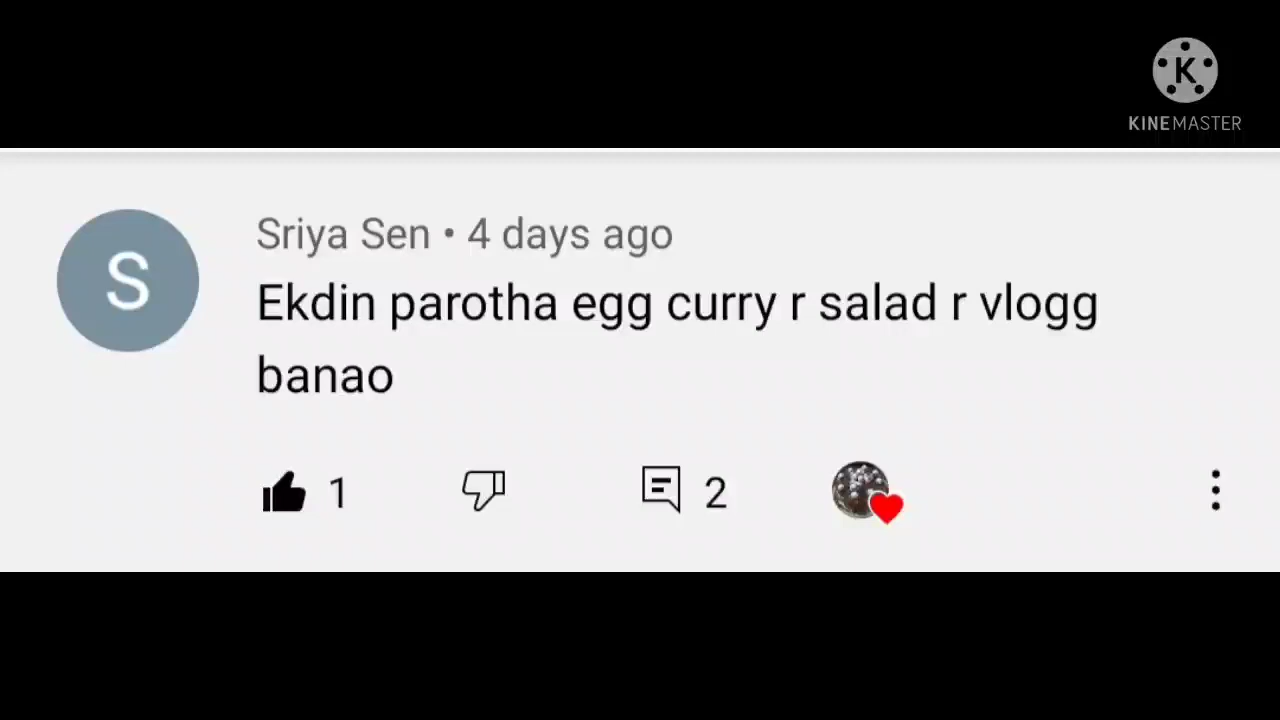 KINEMASTER
S
Sriya Sen • 4 days ago
Ekdin parotha egg curry r salad r vlogg
banao
1 2